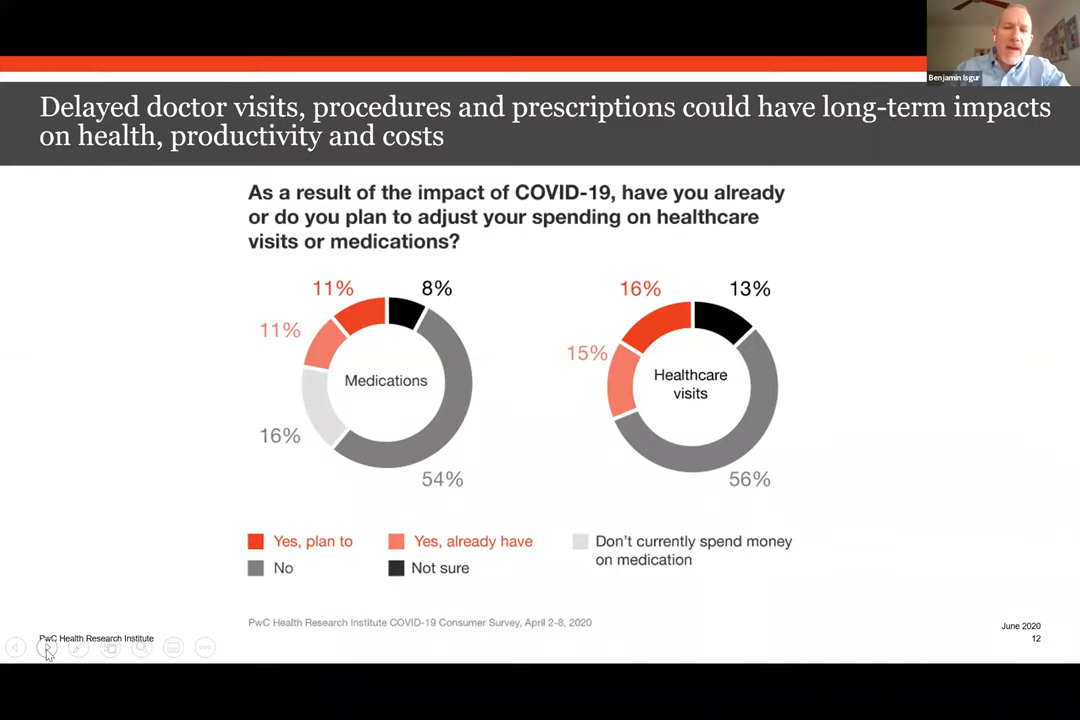 Benjamin Isgur
Delayed doctor visits, procedures and prescriptions could have long-term impacts
on health, productivity and costs
As a result of the impact of COVID-19, have you already
or do you plan to adjust your spending on healthcare
visits or medications?
11%
8%
11%
Medications
16%
54%
16%
13%
15%
Healthcare
visits
56%
Yes, plan to
Yes, already have
Don't currently spend money
on medication
No
Not sure
PwC Health Research Institute COVID-19 Consumer Survey, April 2-8, 2020
June 2020
PwC Health Research Institute
12